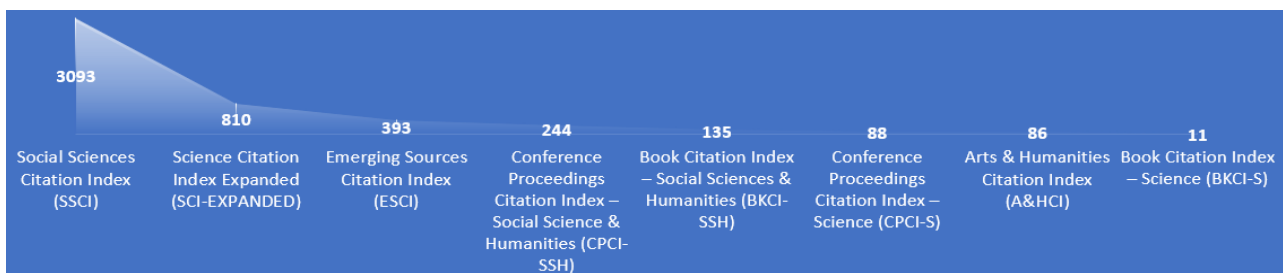 3093
810
393
244
135
88
86
11
Social Sciences
Citation Index
(SSCI)
Science Citation
Index Expanded
(SCI-EXPANDED)
Emerging Sources
Citation Index
(ESCI)
Conference
Proceedings
Citation Index –
Social Science &
Humanities (CPCI-
SSH)
Book Citation Index
– Social Sciences &
Humanities (BKCI-
SSH)
Conference
Proceedings
Citation Index –
Science (CPCI-S)
Arts & Humanities
Citation Index
(A&HCI)
Book Citation Index
– Science (BKCI-S)